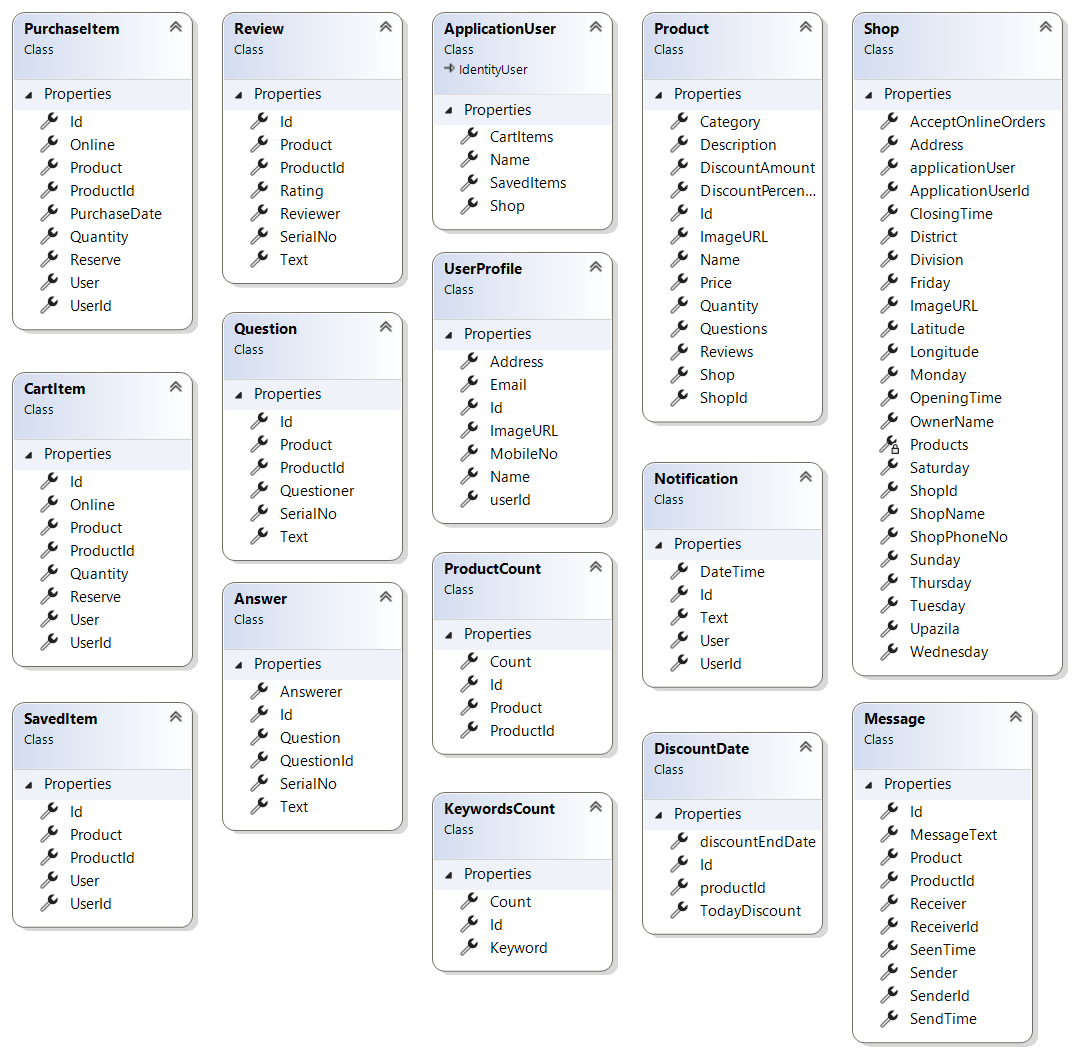 PurchaseItem
Class
Properties
Id
Online
Product
ProductId
PurchaseDate
Quantity
Reserve
User
UserId
CartItem
Class
Properties
Id
Online
Product
ProductId
Quantity
Reserve
User
UserId
SavedItem
Class
Properties
Id
Product
ProductId
User
UserId
Review
Class
Properties
Id
Product
ProductId
Rating
Reviewer
SerialNo
Text
Question
Class
Properties
Id
Product
ProductId
Questioner
SerialNo
Text
Answer
Class
Properties
Answerer
Id
Question
QuestionId
SerialNo
Text
ApplicationUser
Class
IdentityUser
Properties
CartItems
Name
SavedItems
Shop
UserProfile
Class
Properties
Address
Email
Id
ImageURL
MobileNo
Name
userId
ProductCount
Class
Properties
Count
Id
Product
ProductId
KeywordsCount
Class
Properties
Count
Id
Keyword
Product
Class
Properties
Category
Description
DiscountAmount
DiscountPercen...
Id
ImageURL
Name
Price
Quantity
Questions
Reviews
Shop
ShopId
Notification
Class
Properties
DateTime
Id
Text
User
UserId
DiscountDate
Class
Properties
discountEndDate
Id
productId
TodayDiscount
Shop
Class
Properties
AcceptOnlineOrders
Address
applicationUser
ApplicationUserId
ClosingTime
District
Division
Friday
ImageURL
Latitude
Longitude
Monday
OpeningTime
OwnerName
Products
Saturday
ShopId
ShopName
ShopPhoneNo
Sunday
Thursday
Tuesday
Upazila
Wednesday
Message
Class
Properties
Id
MessageText
Product
ProductId
Receiver
ReceiverId
SeenTime
Sender
SenderId
SendTime